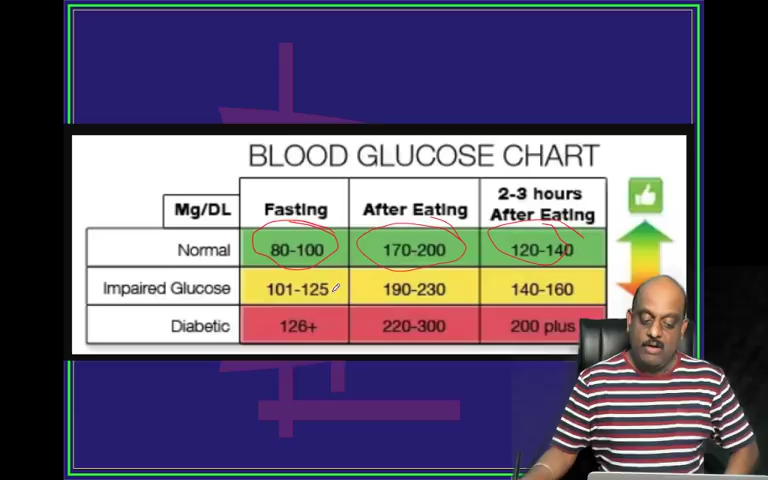 BLOOD GLUCOSE CHART
Mg/DL Fasting After Eating 2-3 hours After Eating
Normal 80-100 170-200 120-140
Impaired Glucose 101-125 190-230 140-160
Diabetic 126+ 220-300 200 plus